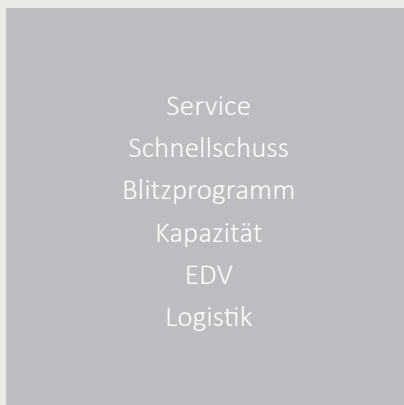 Service
Schnellschuss
Blitzprogramm
Kapazität
EDV
Logistik